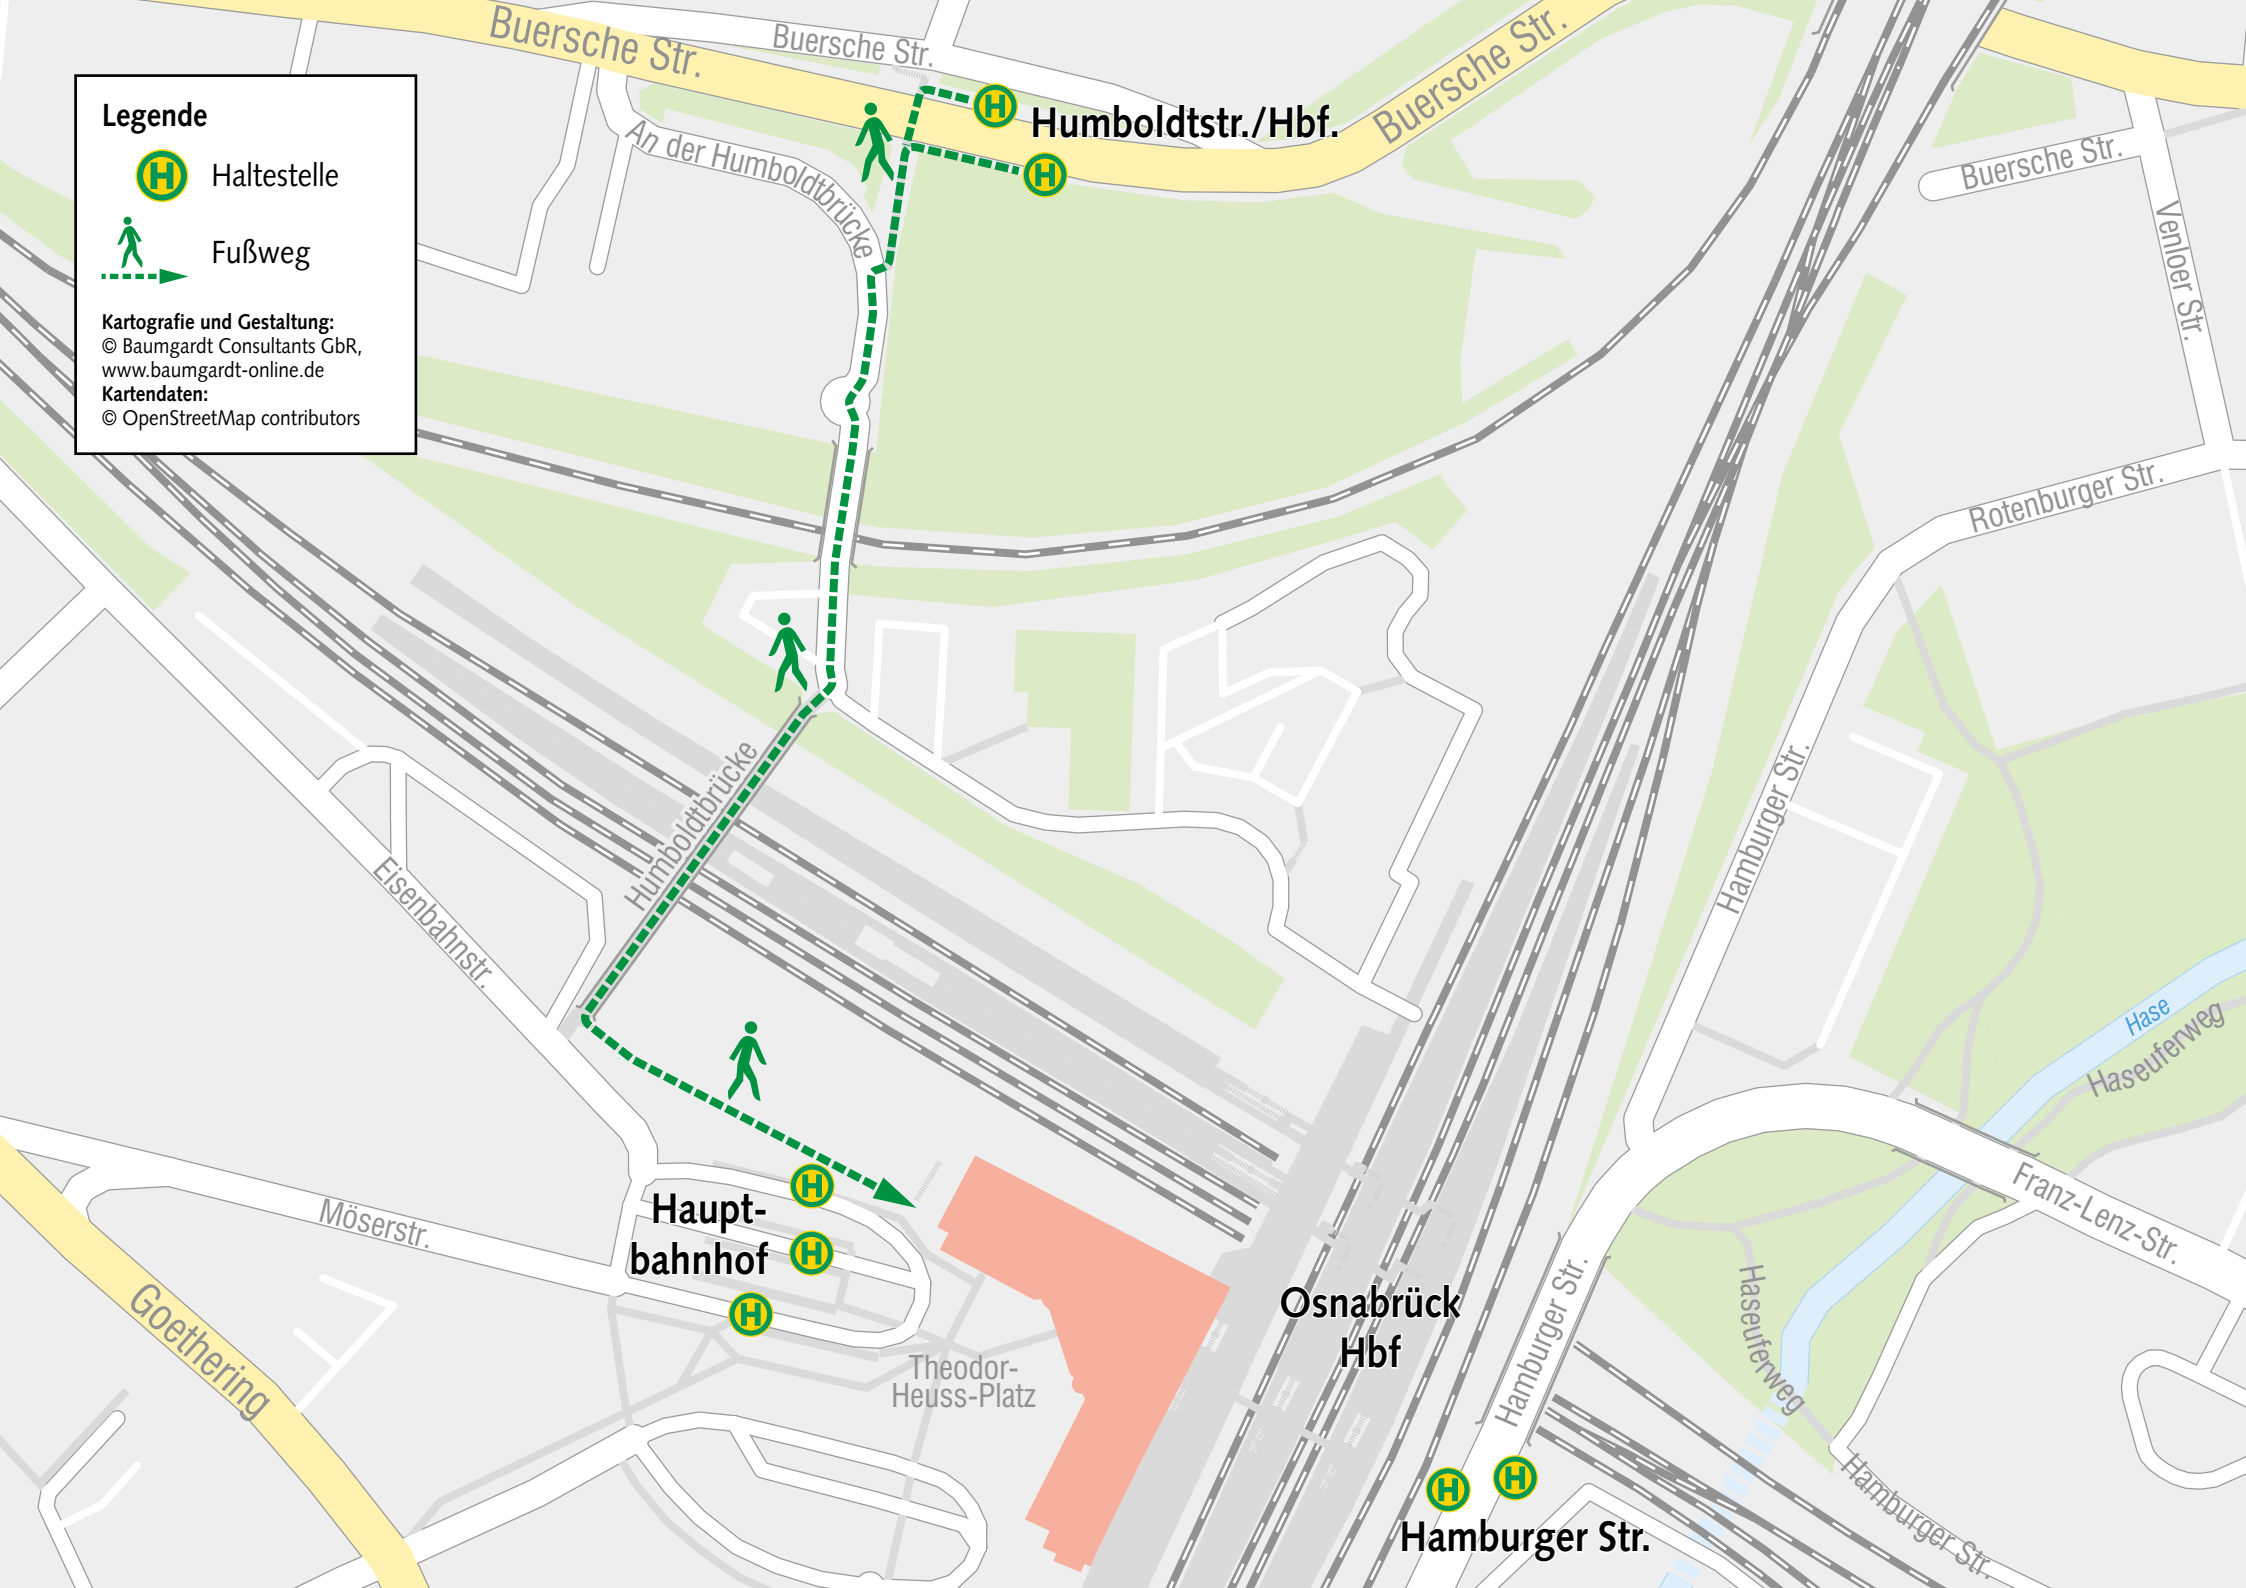 Buersche Str.
Buersche Str.
Buersche Str.
Legende
H
Haltestelle
Fußweg
Kartografie und Gestaltung:
© Baumgardt Consultants GbR,
www.baumgardt-online.de
Kartendaten:
© OpenStreetMap contributors
An der Humboldtbrücke
H
Humboldtstr./Hbf.
H
Buersche Str.
Venloer Str.
Rotenburger Str.
Humboldtbrücke
Hamburger Str.
Eisenbahnstr.
Hase
Haseuferweg
Franz-Lenz-Str.
Möserstr.
H
Haupt-
bahnhof
H
H
Goethering
Osnabrück
Hbf
Hamburger Str.
Haseuferweg
Theodor-
Heuss-Platz
H
H
Hamburger Str.
Hamburger Str.